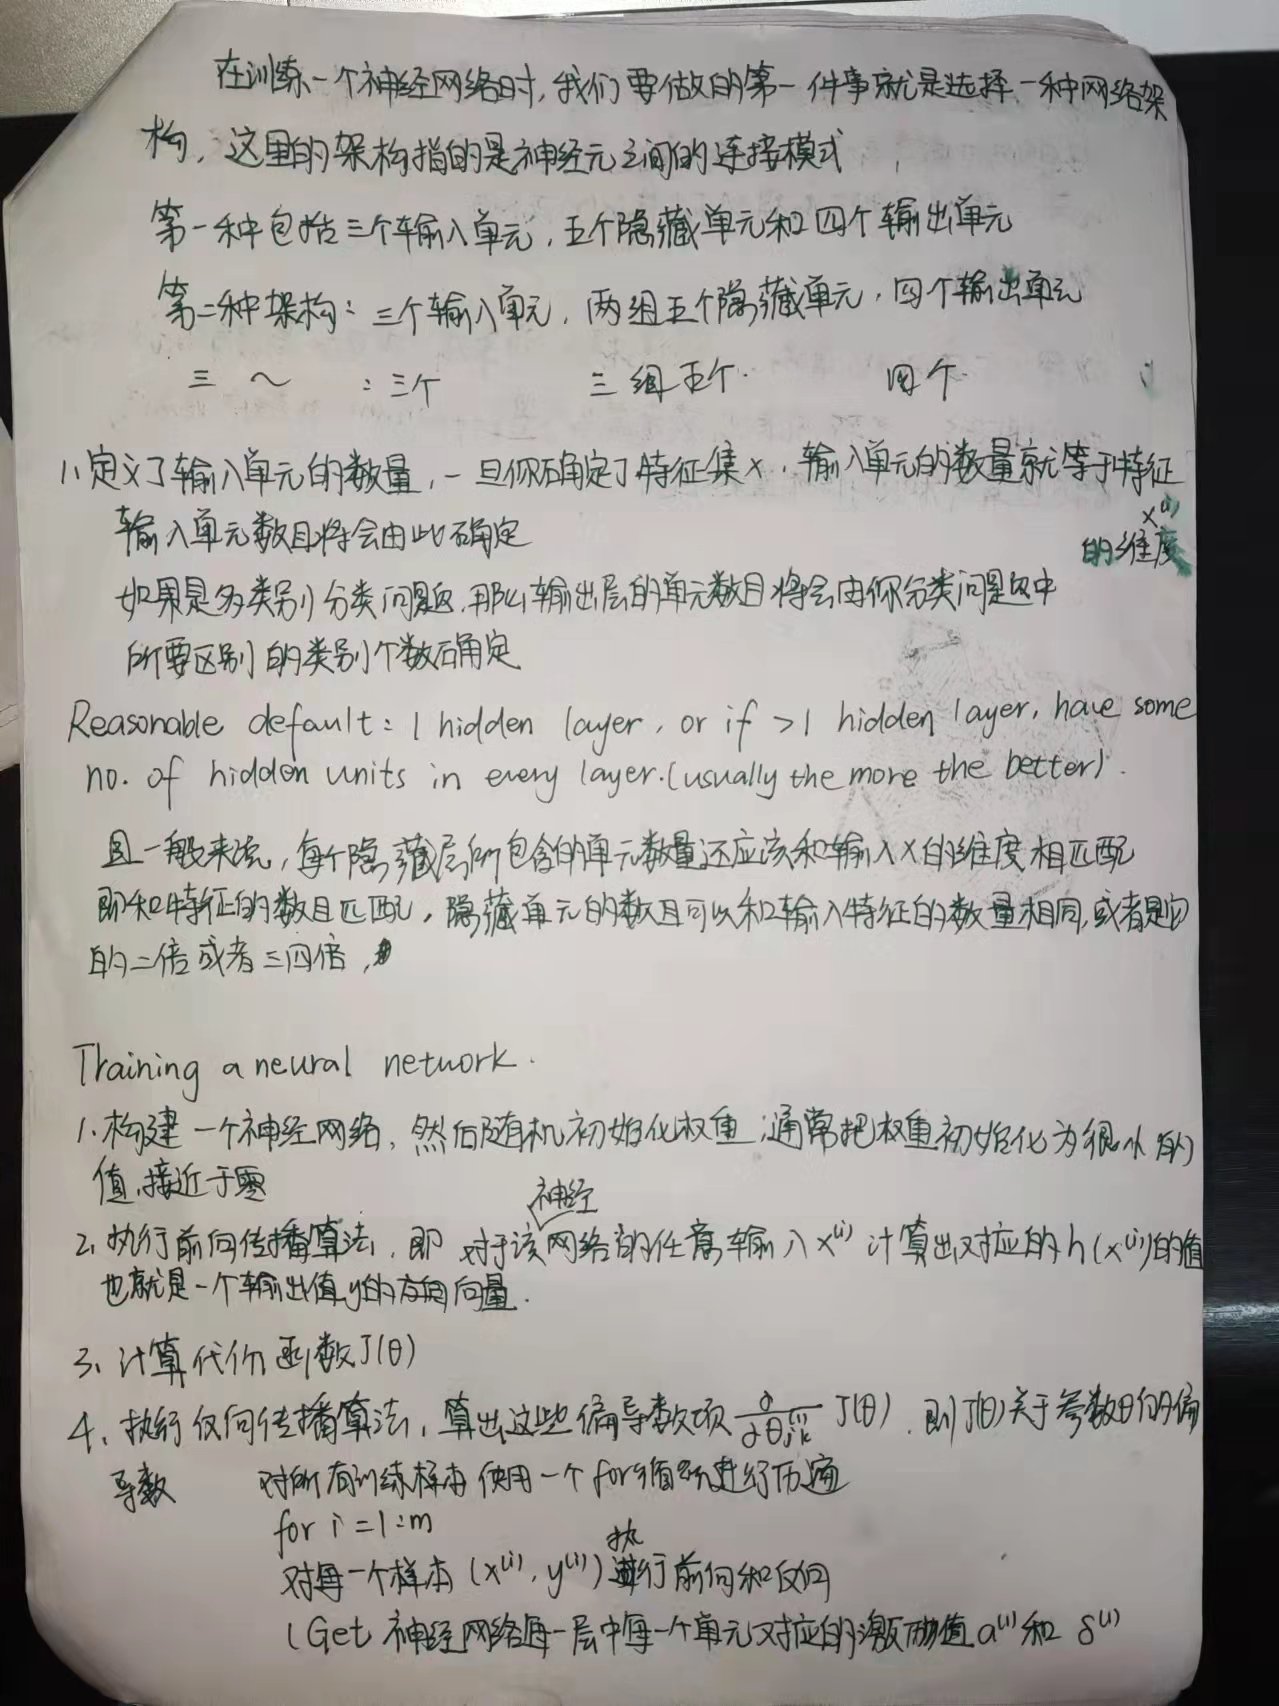 在训练一个神经网络时,我们要做的第一件事就是选择一种网络架
构,这里的架构指的是神经元之间的连接模式
第一种包括三个输入单元,五个隐藏单元和四个输出单元
第二种架构:三个输入单元,两组五个隐藏单元,四个输出单元
三 ~ :三个 三组五个. 四个.
1、定义了输入单元的数量,一旦你确定了特征集x,输入单元的数量就等于特征
x⁽ⁱ⁾
输入单元数目将会由此确定 的维度
如果是多类别分类问题,那么输出层的单元数目将会由你分类问题中
所要区别的类别个数确定
Reasonable default: 1 hidden layer, or if >1 hidden layer, have some
no. of hidden units in every layer.(usually the more the better).
且一般来说,每个隐藏层所包含的单元数量还应该和输入x的维度相匹配
即和特征的数目匹配,隐藏单元的数目可以和输入特征的数量相同,或者是它
的二倍或者三四倍,
Training a neural network.
1、构建一个神经网络,然后随机初始化权重;通常把权重初始化为很小的
值,接近于零
神经
2、执行前向传播算法,即 对于该网络的任意输入x⁽ⁱ⁾计算出对应的h(x⁽ⁱ⁾)的值
也就是一个输出值y的方向向量.
3、计算代价函数J(θ)
4、执行反向传播算法,算出这些偏导数项 ∂/∂θⱼₖ⁽ˡ⁾ J(θ),即J(θ)关于参数θ的偏
导数 对所有训练样本使用一个for循环进行历遍
for i=1:m
执
对每一个样本(x⁽ⁱ⁾,y⁽ⁱ⁾)行前向和反向
(Get 神经网络每一层中每一个单元对应的激励值a⁽ˡ⁾和 δ⁽ˡ⁾